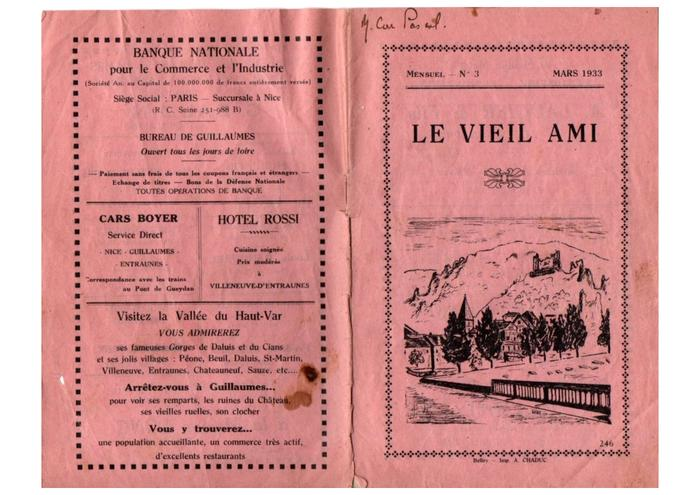 BANQUE NATIONALE
pour le Commerce et l'Industrie
(Société An. au Capital de 100.000.000 de francs entièrement versés)
Siège Social : PARIS — Succursale à Nice
(R. C. Seine 251-988 B)
BUREAU DE GUILLAUMES
Ouvert tous les jours de foire
— Paiement sans frais de tous les coupons français et étrangers —
Echange de titres — Bons de la Défense Nationale
TOUTES OPÉRATIONS DE BANQUE
CARS BOYER
Service Direct
- NICE - GUILLAUMES -
- ENTRAUNES -
Correspondance avec les trains
au Pont de Gueydan
HOTEL ROSSI
Cuisine soignée
Prix modérés
à
VILLENEUVE-D'ENTRAUNES
Visitez la Vallée du Haut-Var
VOUS ADMIREREZ
ses fameuses Gorges de Daluis et du Cians
et ses jolis villages : Péone, Beuil, Daluis, St-Martin,
Villeneuve, Entraunes, Chateauneuf, Sauze, etc....
Arrêtez-vous à Guillaumes...
pour voir ses remparts, les ruines du Château,
ses vieilles ruelles, son clocher
Vous y trouverez...
une population accueillante, un commerce très actif,
d'excellents restaurants
MENSUEL — N° 3 MARS 1933
LE VIEIL AMI
246
Belley - Imp. A. CHADUC